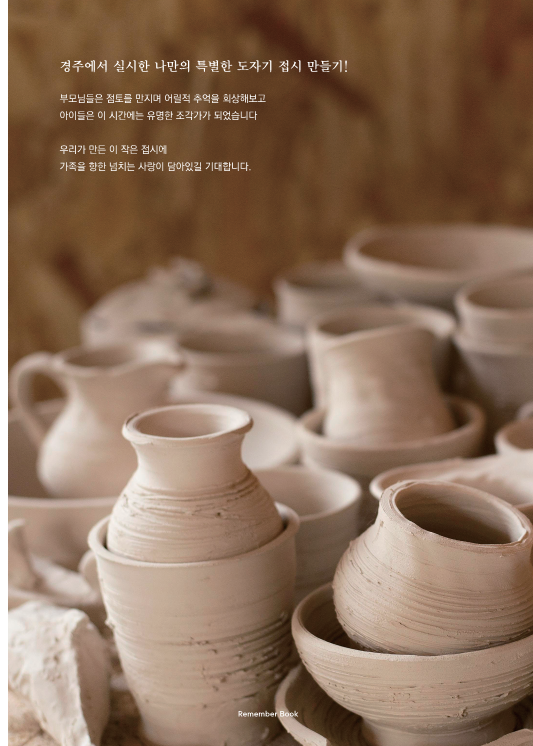 경주에서 실시한 나만의 특별한 도자기 접시 만들기!
부모님들은 점토를 만지며 어릴적 추억을 회상해보고
아이들은 이 시간에는 유명한 조각가가 되었습니다
우리가 만든 이 작은 접시에
가족을 향한 넘치는 사랑이 담아있길 기대합니다.
Remember Book